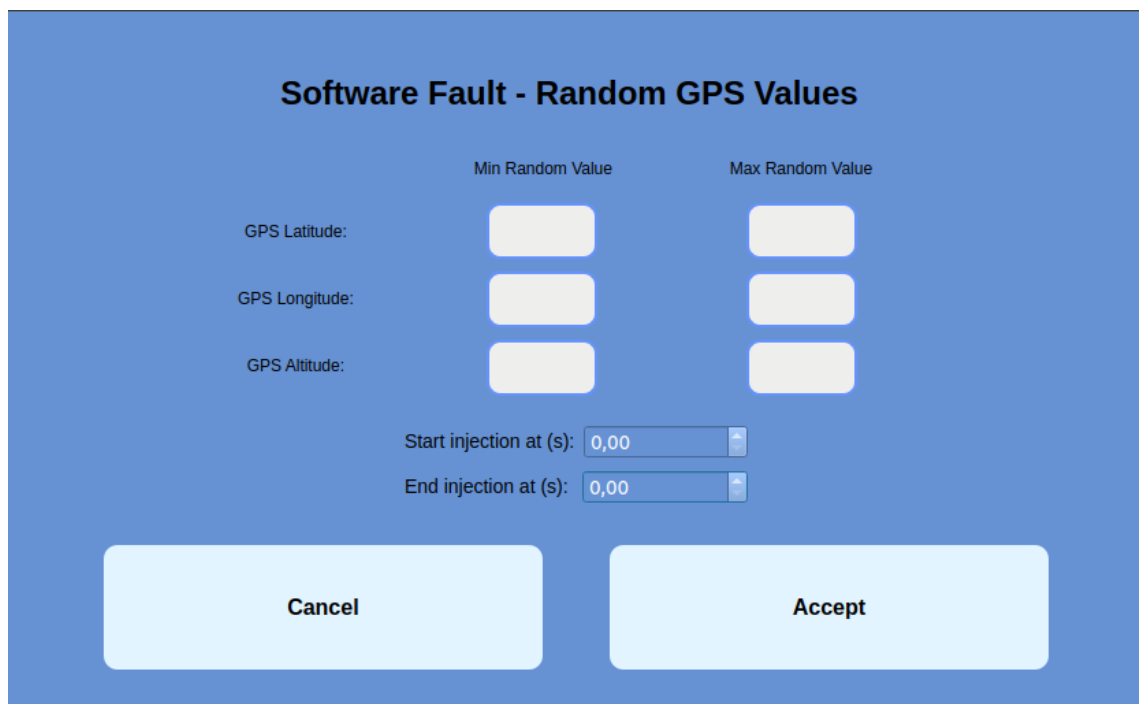 Software Fault - Random GPS Values
Min Random Value Max Random Value
GPS Latitude:
GPS Longitude:
GPS Altitude:
Start injection at (s): 0,00
End injection at (s): 0,00
Cancel Accept